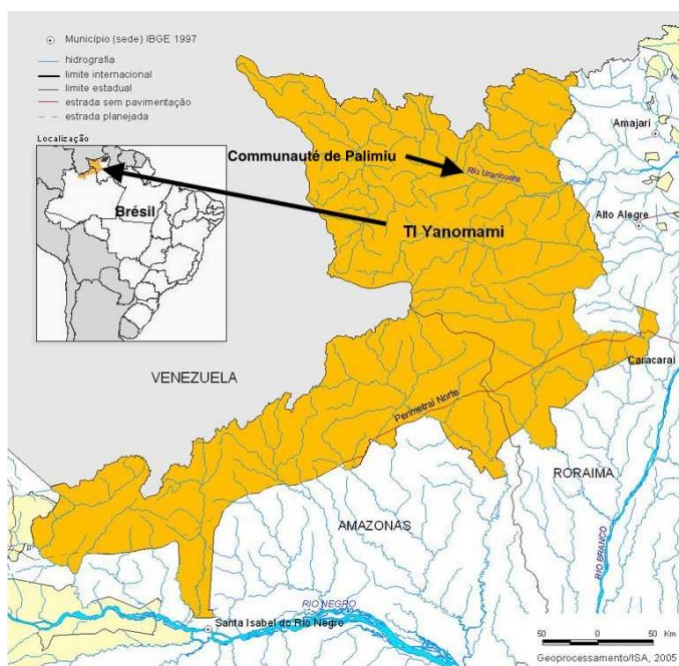 Município (sede) IBGE 1997
hidrografia
limite internacional
limite estadual
estrada sem pavimentação
estrada planejada
Localização
Brésil
Communauté de Palimiu
Rio Uraricoera
TI Yanomami
Amajari
Alto Alegre
Caracaraí
VENEZUELA
Perimetral Norte
RORAIMA
AMAZONAS
RIO BRANCO
RIO NEGRO
Santa Isabel do Rio Negro
50 0 50 Km
Geoprocessamento/ISA, 2005